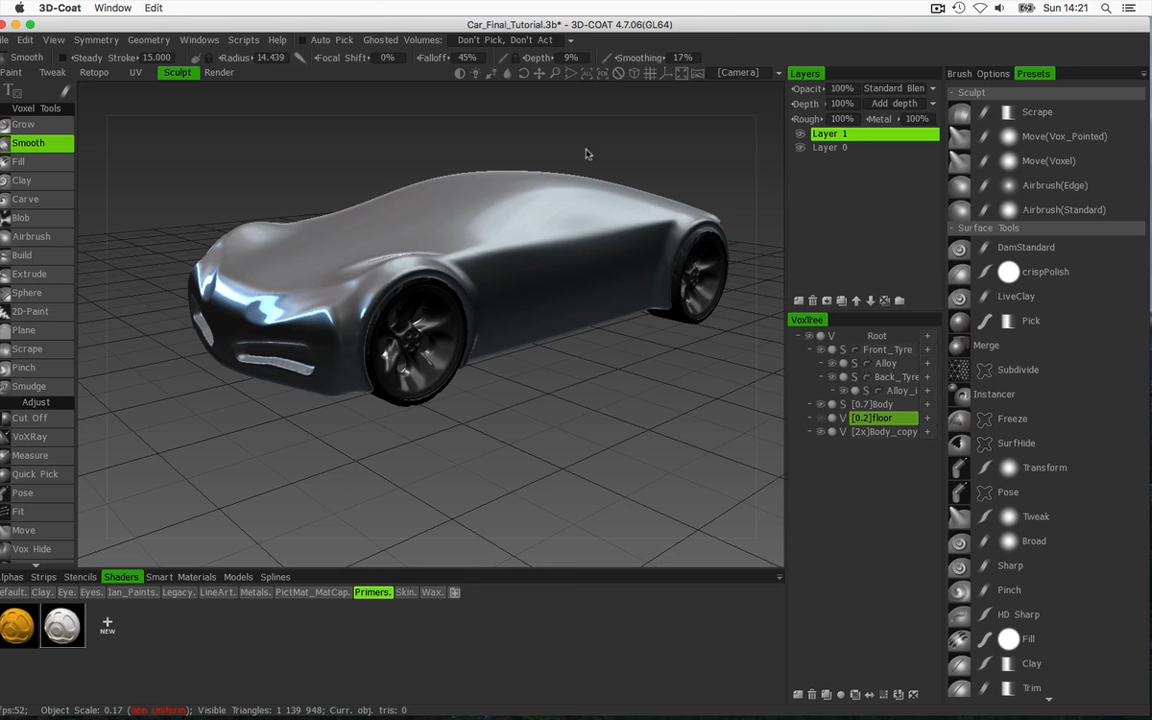 3D-Coat Window Edit Sun 14:21
Car_Final_Tutorial.3b* - 3D-COAT 4.7.06(GL64)
ile Edit View Symmetry Geometry Windows Scripts Help Auto Pick Ghosted Volumes: Don't Pick, Don't Act
Smooth Steady Stroke 15.000 Radius 14.439 Focal Shift 0% Falloff 45% Depth 9% Smoothing 17%
Paint Tweak Retopo UV Sculpt Render [Camera]
Layers
Brush Options Presets
Voxel Tools
Grow
Smooth
Fill
Clay
Carve
Blob
Airbrush
Build
Extrude
Sphere
2D-Paint
Plane
Scrape
Pinch
Smudge
Adjust
Cut Off
VoXRay
Measure
Quick Pick
Pose
Fit
Move
Vox Hide
Opacit 100% Standard Blen
Depth 100% Add depth
Rough 100% Metal 100%
Layer 1
Layer 0
VoxTree
V Root +
S Front_Tyre +
S Alloy +
S Back_Tyre +
S Alloy_i +
S [0.7]Body +
V [0.2]floor +
V [2x]Body_copy +
Sculpt
Scrape
Move(Vox_Pointed)
Move(Voxel)
Airbrush(Edge)
Airbrush(Standard)
Surface Tools
DamStandard
crispPolish
LiveClay
Pick
Merge
Subdivide
Instancer
Freeze
SurfHide
Transform
Pose
Tweak
Broad
Sharp
Pinch
HD Sharp
Fill
Clay
Trim
lphas Strips Stencils Shaders Smart Materials Models Splines
efault. Clay. Eye. Eyes. Ian_Paints. Legacy. LineArt. Metals. PictMat_MatCap. Primers. Skin. Wax.
NEW
fps:52; Object Scale: 0.17 (non uniform); Visible Triangles: 1 139 948; Curr. obj. tris: 0